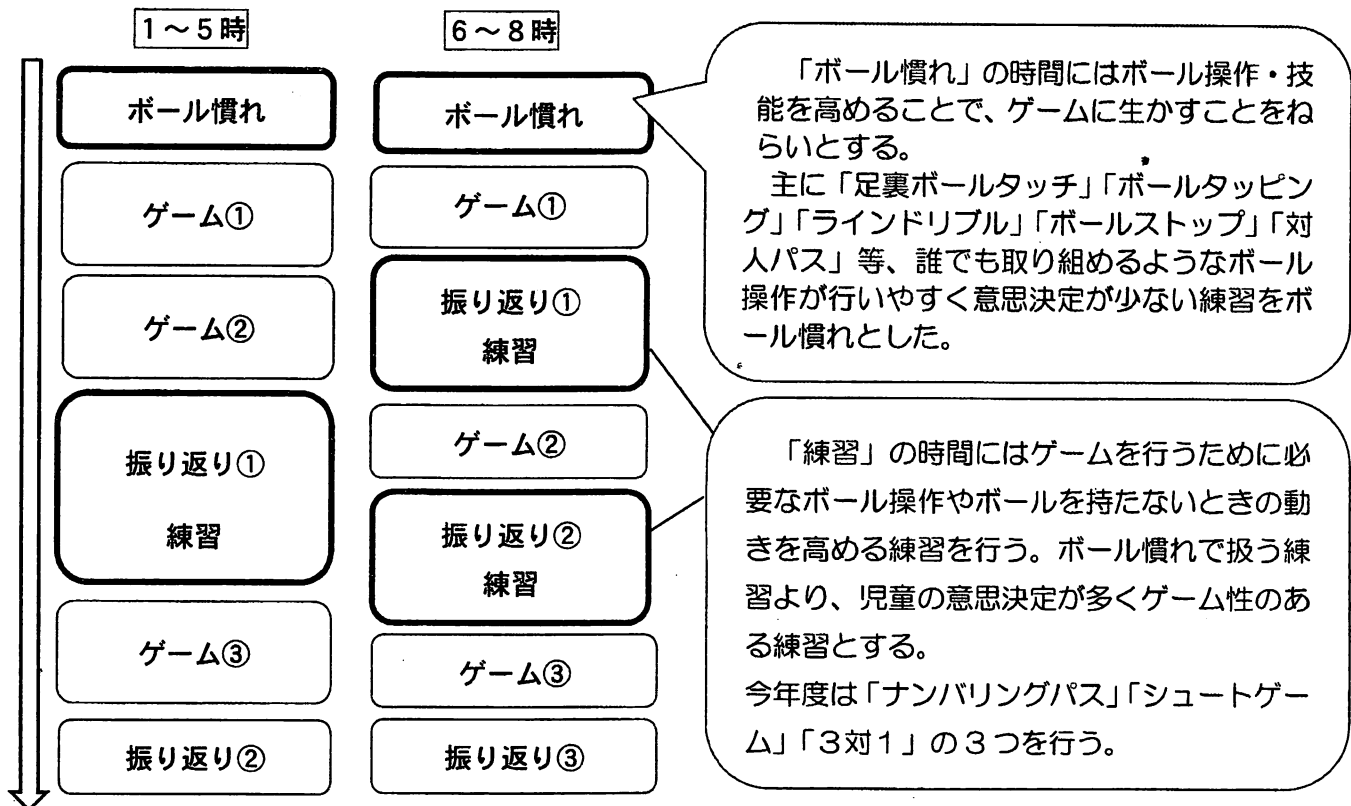 1～5時
ボール慣れ
ゲーム①
ゲーム②
振り返り①
練習
ゲーム③
振り返り②
6～8時
ボール慣れ
ゲーム①
振り返り①
練習
ゲーム②
振り返り②
練習
ゲーム③
振り返り③
「ボール慣れ」の時間にはボール操作・技
能を高めることで、ゲームに生かすことをね
らいとする。
主に「足裏ボールタッチ」「ボールタッピン
グ」「ラインドリブル」「ボールストップ」「対
人パス」等、誰でも取り組めるようなボール
操作が行いやすく意思決定が少ない練習をボ
ール慣れとした。
「練習」の時間にはゲームを行うために必
要なボール操作やボールを持たないときの動
きを高める練習を行う。ボール慣れで扱う練
習より、児童の意思決定が多くゲーム性のあ
る練習とする。
今年度は「ナンバリングパス」「シュートゲー
ム」「3対1」の3つを行う。